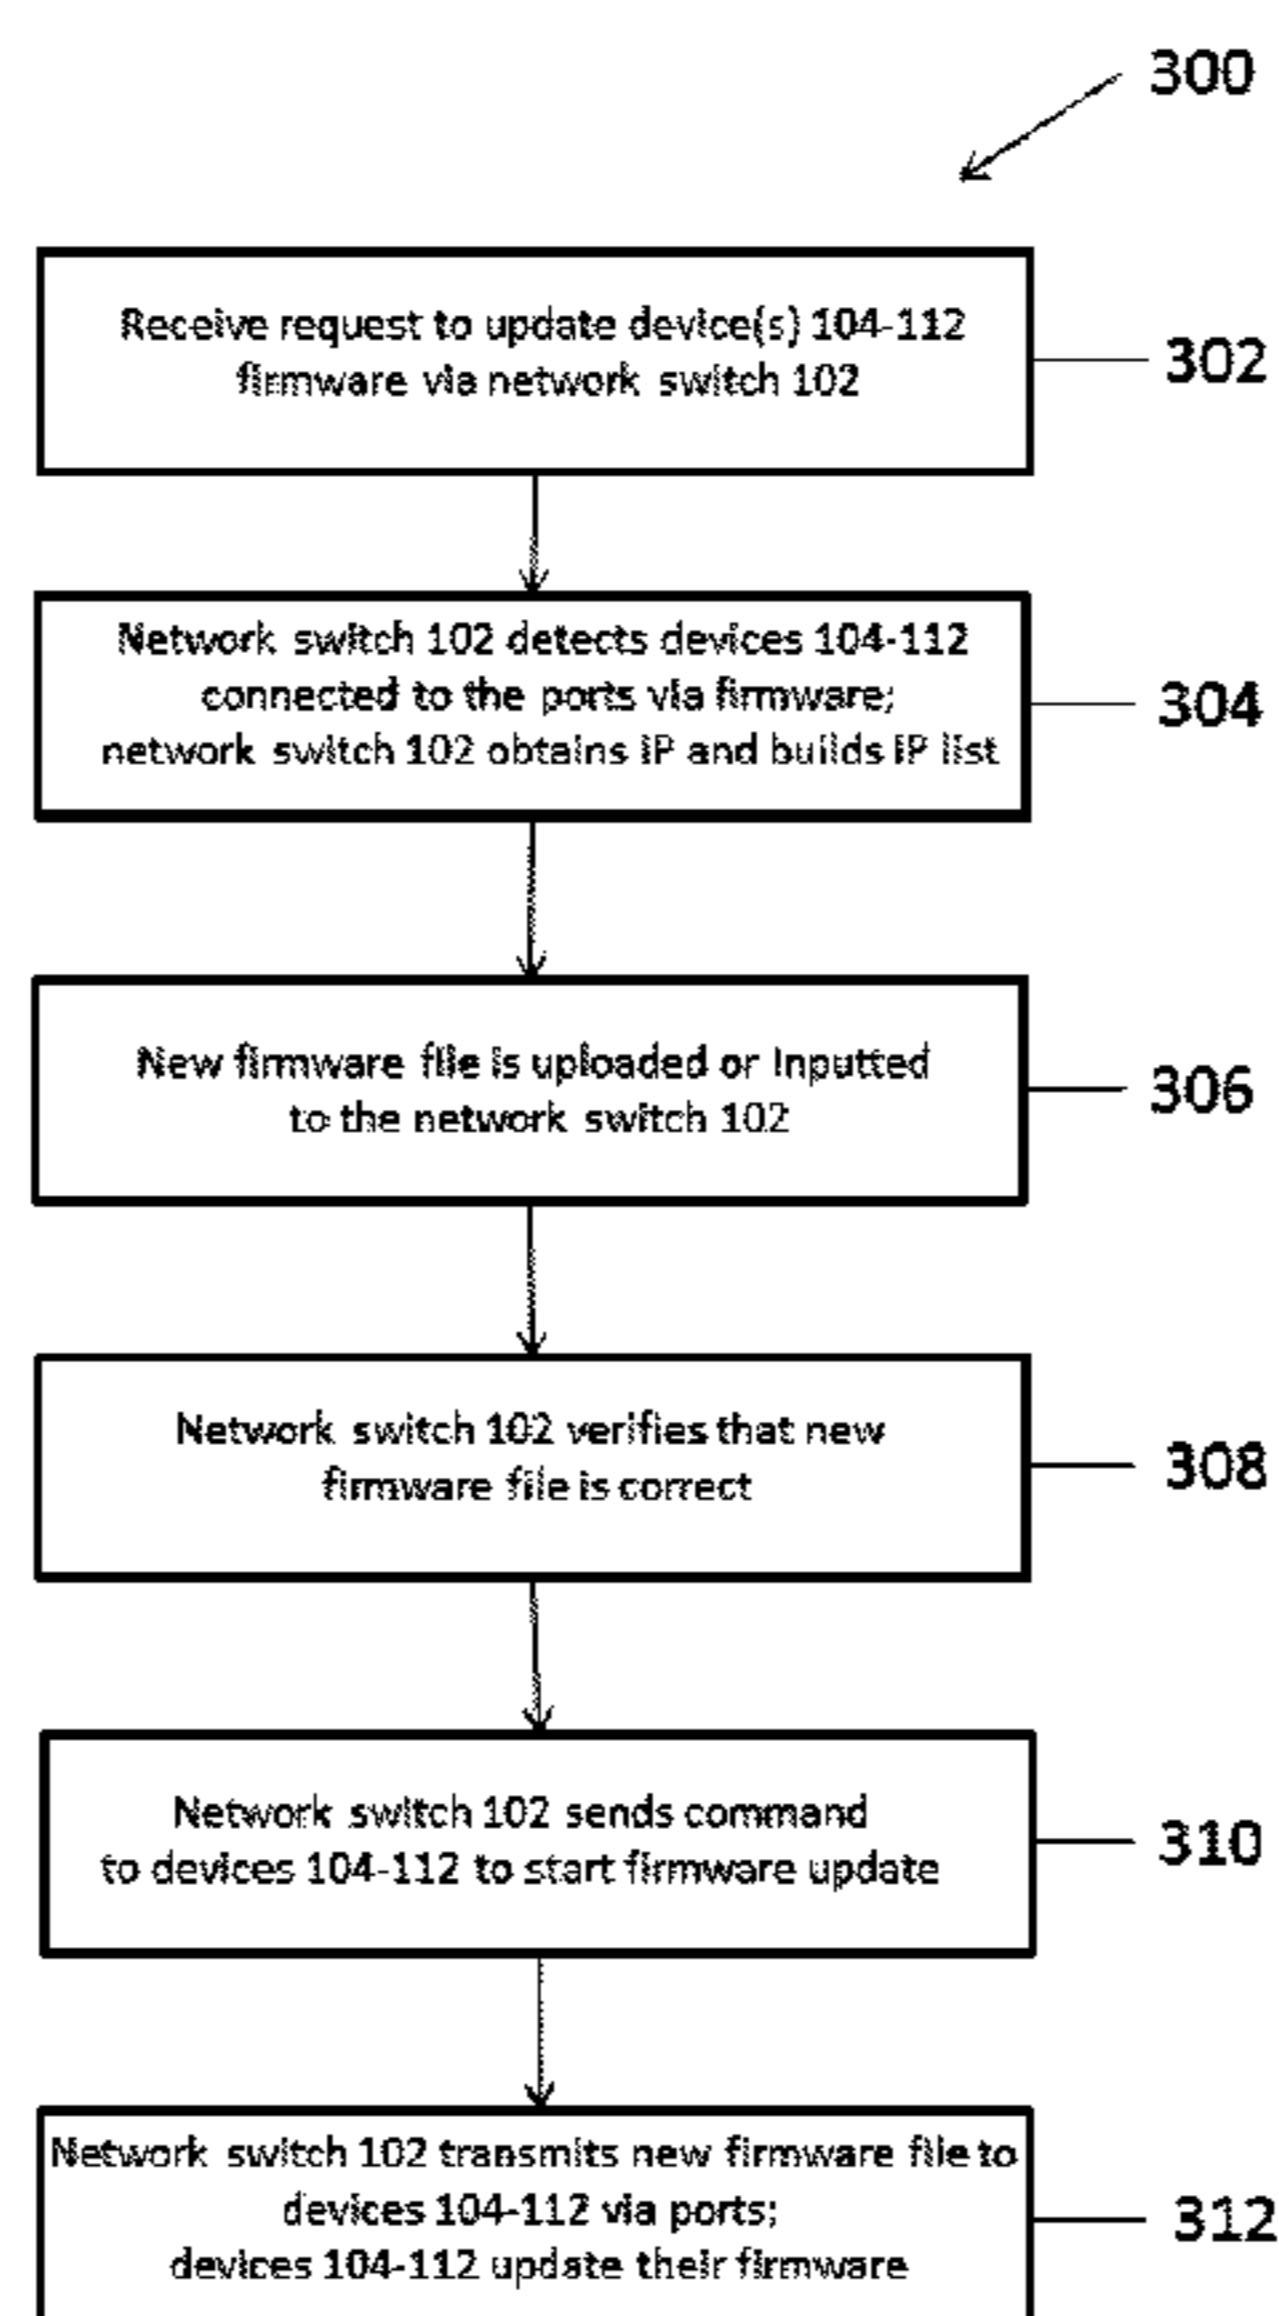 300
Receive request to update device(s) 104-112
firmware via network switch 102
302
Network switch 102 detects devices 104-112
connected to the ports via firmware;
network switch 102 obtains IP and builds IP list
304
New firmware file is uploaded or inputted
to the network switch 102
306
Network switch 102 verifies that new
firmware file is correct
308
Network switch 102 sends command
to devices 104-112 to start firmware update
310
Network switch 102 transmits new firmware file to
devices 104-112 via ports;
devices 104-112 update their firmware
312